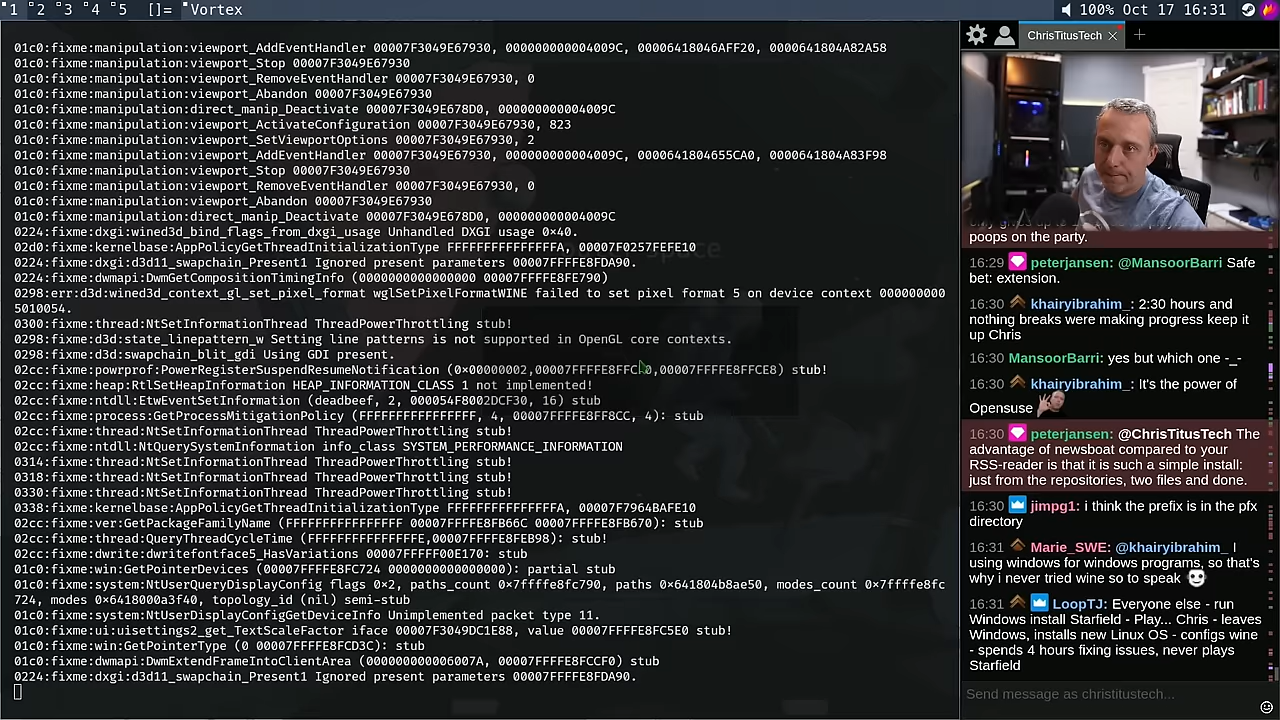 1 2 3 4 5 []= Vortex
100% Oct 17 16:31
01c0:fixme:manipulation:viewport_AddEventHandler 00007F3049E67930, 000000000004009C, 00006418046AFF20, 0000641804A82A58
01c0:fixme:manipulation:viewport_Stop 00007F3049E67930
01c0:fixme:manipulation:viewport_RemoveEventHandler 00007F3049E67930, 0
01c0:fixme:manipulation:viewport_Abandon 00007F3049E67930
01c0:fixme:manipulation:direct_manip_Deactivate 00007F3049E678D0, 000000000004009C
01c0:fixme:manipulation:viewport_ActivateConfiguration 00007F3049E67930, 823
01c0:fixme:manipulation:viewport_SetViewportOptions 00007F3049E67930, 2
01c0:fixme:manipulation:viewport_AddEventHandler 00007F3049E67930, 000000000004009C, 0000641804655CA0, 0000641804A83F98
01c0:fixme:manipulation:viewport_Stop 00007F3049E67930
01c0:fixme:manipulation:viewport_RemoveEventHandler 00007F3049E67930, 0
01c0:fixme:manipulation:viewport_Abandon 00007F3049E67930
01c0:fixme:manipulation:direct_manip_Deactivate 00007F3049E678D0, 000000000004009C
0224:fixme:dxgi:wined3d_bind_flags_from_dxgi_usage Unhandled DXGI usage 0×40.
02d0:fixme:kernelbase:AppPolicyGetThreadInitializationType FFFFFFFFFFFFFFFA, 00007F0257FEFE10
0224:fixme:dxgi:d3d11_swapchain_Present1 Ignored present parameters 00007FFFFE8FDA90.
0224:fixme:dwmapi:DwmGetCompositionTimingInfo (0000000000000000 00007FFFFE8FE790)
0298:err:d3d:wined3d_context_gl_set_pixel_format wglSetPixelFormatWINE failed to set pixel format 5 on device context 000000000
5010054.
0300:fixme:thread:NtSetInformationThread ThreadPowerThrottling stub!
0298:fixme:d3d:state_linepattern_w Setting line patterns is not supported in OpenGL core contexts.
0298:fixme:d3d:swapchain_blit_gdi Using GDI present.
02cc:fixme:powrprof:PowerRegisterSuspendResumeNotification (0×00000002,00007FFFFE8FFC 0,00007FFFFE8FFCE8) stub!
02cc:fixme:heap:RtlSetHeapInformation HEAP_INFORMATION_CLASS 1 not implemented!
02cc:fixme:ntdll:EtwEventSetInformation (deadbeef, 2, 000054F8002DCF30, 16) stub
02cc:fixme:process:GetProcessMitigationPolicy (FFFFFFFFFFFFFFFF, 4, 00007FFFFE8FF8CC, 4): stub
02cc:fixme:thread:NtSetInformationThread ThreadPowerThrottling stub!
02cc:fixme:ntdll:NtQuerySystemInformation info_class SYSTEM_PERFORMANCE_INFORMATION
0314:fixme:thread:NtSetInformationThread ThreadPowerThrottling stub!
0318:fixme:thread:NtSetInformationThread ThreadPowerThrottling stub!
0330:fixme:thread:NtSetInformationThread ThreadPowerThrottling stub!
0338:fixme:kernelbase:AppPolicyGetThreadInitializationType FFFFFFFFFFFFFFFA, 00007F7964BAFE10
02cc:fixme:ver:GetPackageFamilyName (FFFFFFFFFFFFFFFF 00007FFFFE8FB66C 00007FFFFE8FB670): stub
02cc:fixme:thread:QueryThreadCycleTime (FFFFFFFFFFFFFFFE,00007FFFFE8FEB98): stub!
02cc:fixme:dwrite:dwritefontface5_HasVariations 00007FFFFF00E170: stub
02cc:fixme:win:GetPointerDevices (00007FFFFE8FC724 0000000000000000): partial stub
01c0:fixme:system:NtUserQueryDisplayConfig flags 0×2, paths_count 0×7ffffe8fc790, paths 0×641804b8ae50, modes_count 0×7ffffe8fc
724, modes 0×6418000a3f40, topology_id (nil) semi-stub
01c0:fixme:system:NtUserDisplayConfigGetDeviceInfo Unimplemented packet type 11.
01c0:fixme:ui:uisettings2_get_TextScaleFactor iface 00007F3049DC1E88, value 00007FFFFE8FC5E0 stub!
01c0:fixme:win:GetPointerType (0 00007FFFFE8FCD3C): stub
01c0:fixme:dwmapi:DwmExtendFrameIntoClientArea (000000000006007A, 00007FFFFE8FCCF0) stub
0224:fixme:dxgi:d3d11_swapchain_Present1 Ignored present parameters 00007FFFFE8FDA90.
ChrisTitusTech
poops on the party.
16:29 peterjansen: @MansoorBarri Safe
bet: extension.
16:30 khairyibrahim_: 2:30 hours and
nothing breaks were making progress keep it
up Chris
16:30 MansoorBarri: yes but which one -_-
16:30 khairyibrahim_: It's the power of
Opensuse
16:30 peterjansen: @ChrisTitusTech The
advantage of newsboat compared to your
RSS-reader is that it is such a simple install:
just from the repositories, two files and done.
16:30 jimpg1: i think the prefix is in the pfx
directory
16:31 Marie_SWE: @khairyibrahim_ I
using windows for windows programs, so that's
why i never tried wine so to speak
16:31 LoopTJ: Everyone else - run
Windows install Starfield - Play... Chris - leaves
Windows, installs new Linux OS - configs wine
- spends 4 hours fixing issues, never plays
Starfield
Send message as christitustech...